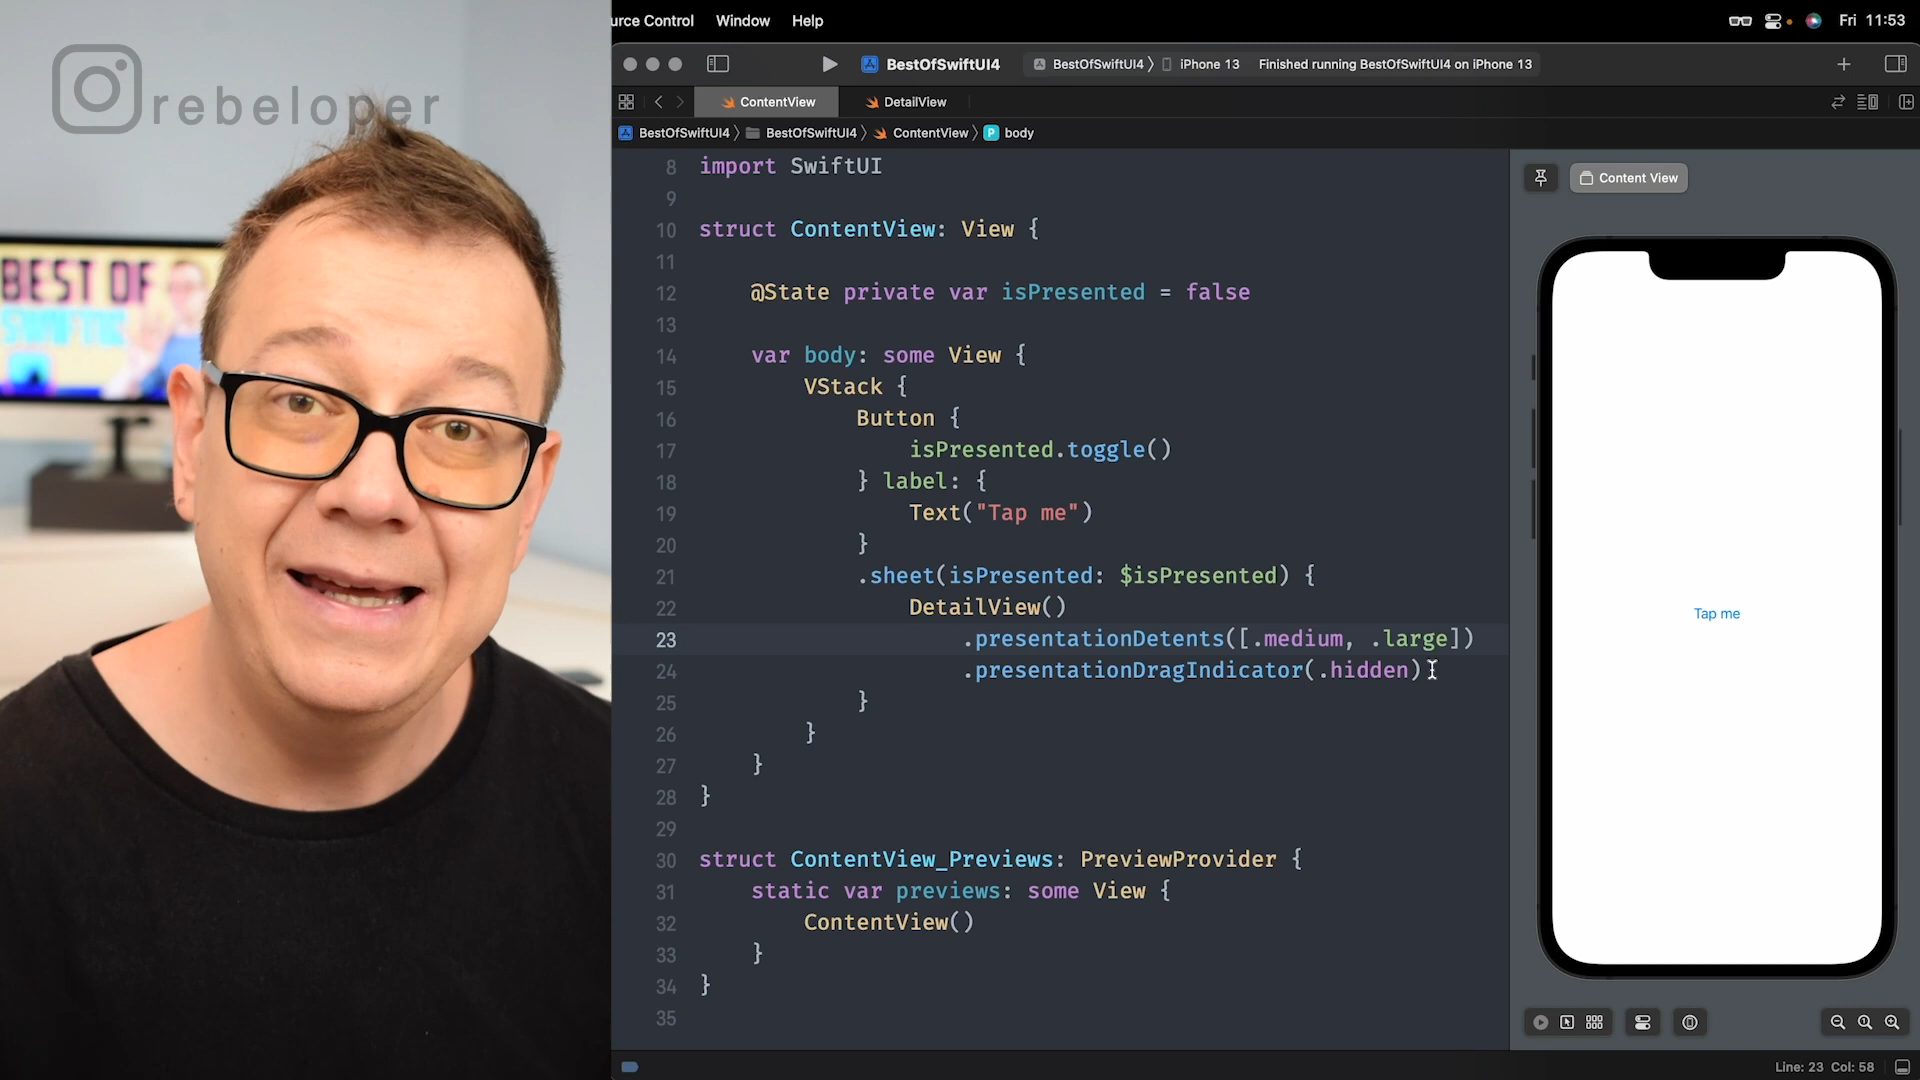 rebeloper
BEST OF
urce Control Window Help
Fri 11:53
BestOfSwiftUI4
BestOfSwiftUI4 〉 iPhone 13 Finished running BestOfSwiftUI4 on iPhone 13
ContentView DetailView
BestOfSwiftUI4 〉 BestOfSwiftUI4 〉 ContentView 〉 P body
8 import SwiftUI
9
10 struct ContentView: View {
11
12 @State private var isPresented = false
13
14 var body: some View {
15 VStack {
16 Button {
17 isPresented.toggle()
18 } label: {
19 Text("Tap me")
20 }
21 .sheet(isPresented: $isPresented) {
22 DetailView()
23 .presentationDetents([.medium, .large])
24 .presentationDragIndicator(.hidden)
25 }
26 }
27 }
28 }
29
30 struct ContentView_Previews: PreviewProvider {
31 static var previews: some View {
32 ContentView()
33 }
34 }
35
Content View
Tap me
Line: 23 Col: 58